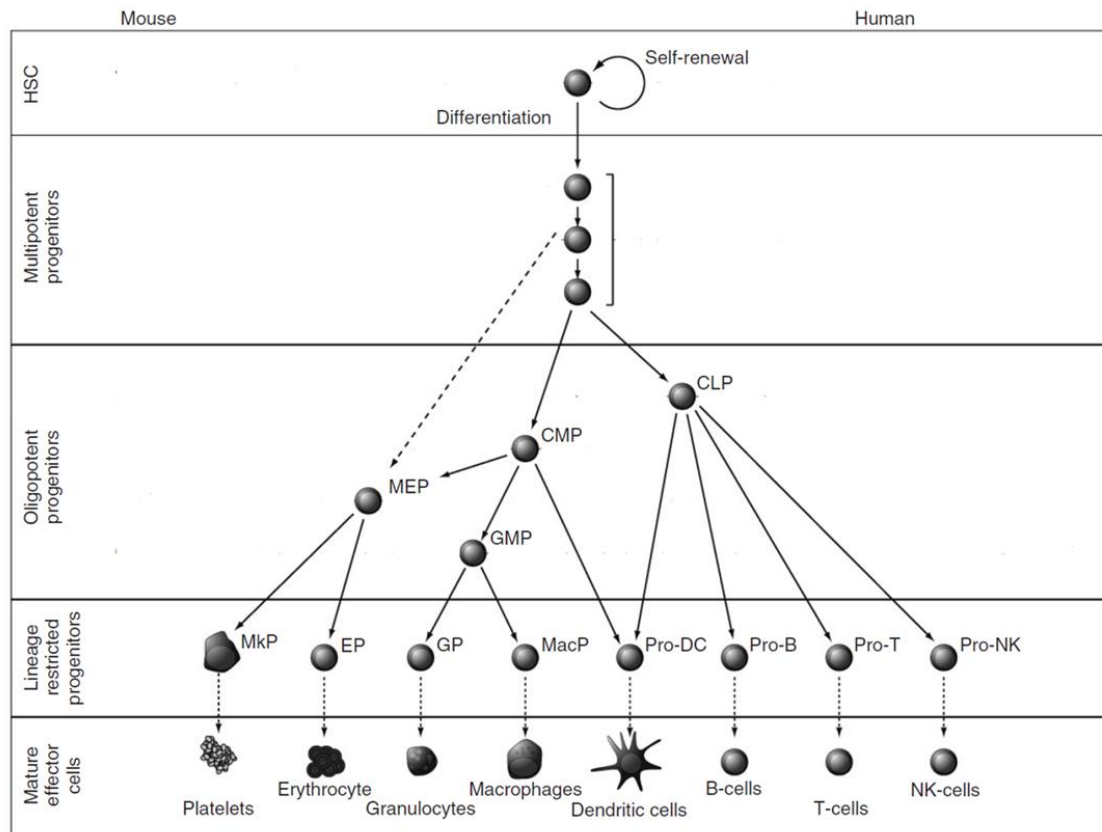 Mouse
Human
HSC
Self-renewal
Differentiation
Multipotent
progenitors
Oligopotent
progenitors
CLP
CMP
MEP
GMP
Lineage
restricted
progenitors
MkP
EP
GP
MacP
Pro-DC
Pro-B
Pro-T
Pro-NK
Mature
effector
cells
Platelets
Erythrocyte
Granulocytes
Macrophages
Dendritic cells
B-cells
T-cells
NK-cells